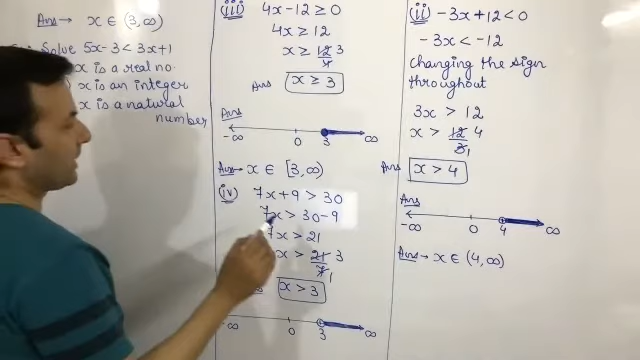 Ans → x ∈ (3, ∞)
Solve 5x-3 < 3x+1
x is a real no.
x is an integer
x is a natural
number
(iii) 4x-12 ≥ 0
4x ≥ 12
x ≥ 12/4 3
Ans x ≥ 3
Ans
-∞ 0 3 ∞
Ans → x ∈ [3, ∞)
(iv) 7x+9 > 30
7x > 30-9
7x > 21
x > 21/7 3
1
x > 3
-∞ 0 3 ∞
(ii) -3x+12 < 0
-3x < -12
Changing the sign
throughout
3x > 12
x > 12/3 4
1
Ans x > 4
Ans
-∞ 0 4 ∞
Ans → x ∈ (4, ∞)